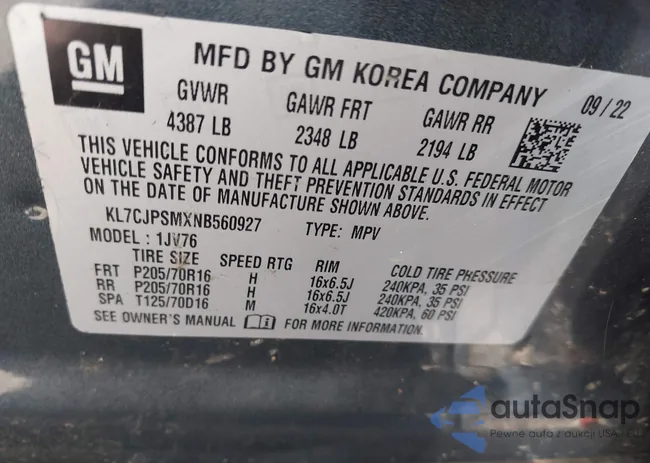 GM
MFD BY GM KOREA COMPANY 09/22
GVWR GAWR FRT GAWR RR
4387 LB 2348 LB 2194 LB
THIS VEHICLE CONFORMS TO ALL APPLICABLE U.S. FEDERAL MOTOR
VEHICLE SAFETY AND THEFT PREVENTION STANDARDS IN EFFECT
ON THE DATE OF MANUFACTURE SHOWN ABOVE.
KL7CJPSMXNB560927 TYPE: MPV
MODEL: 1JV76
TIRE SIZE SPEED RTG RIM COLD TIRE PRESSURE
FRT P205/70R16 H 16x6.5J 240KPA, 35 PSI
RR P205/70R16 H 16x6.5J 240KPA, 35 PSI
SPA T125/70D16 M 16x4.0T 420KPA, 60 PSI
SEE OWNER'S MANUAL FOR MORE INFORMATION.
autoSnap
Pewne auto z aukcji USA